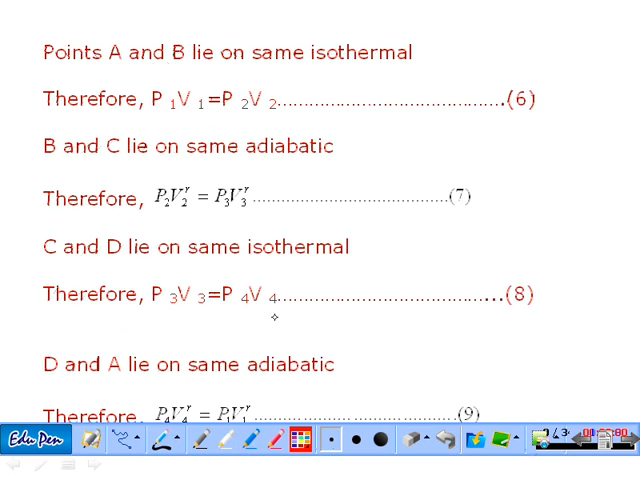 Points A and B lie on same isothermal
Therefore, P ₁V ₁=P ₂V ₂..........................................(6)
B and C lie on same adiabatic
Therefore, P₂V₂^γ = P₃V₃^γ ..........................................(7)
C and D lie on same isothermal
Therefore, P ₃V ₃=P ₄V ₄..........................................(8)
D and A lie on same adiabatic
Therefore, P₄V₄^γ = P₁V₁^γ ..........................................(9)
Edu Pen